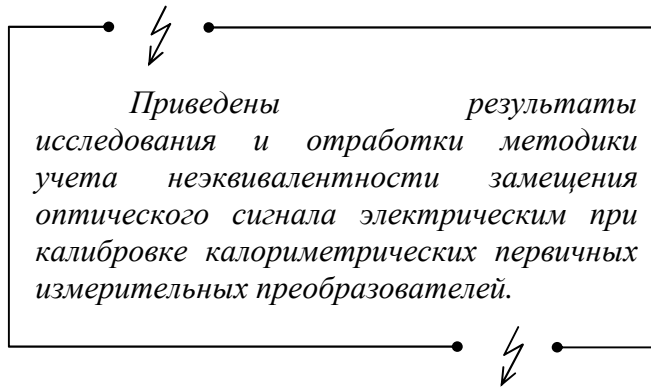 Приведены результаты
исследования и отработки методики
учета неэквивалентности замещения
оптического сигнала электрическим при
калибровке калориметрических первичных
измерительных преобразователей.